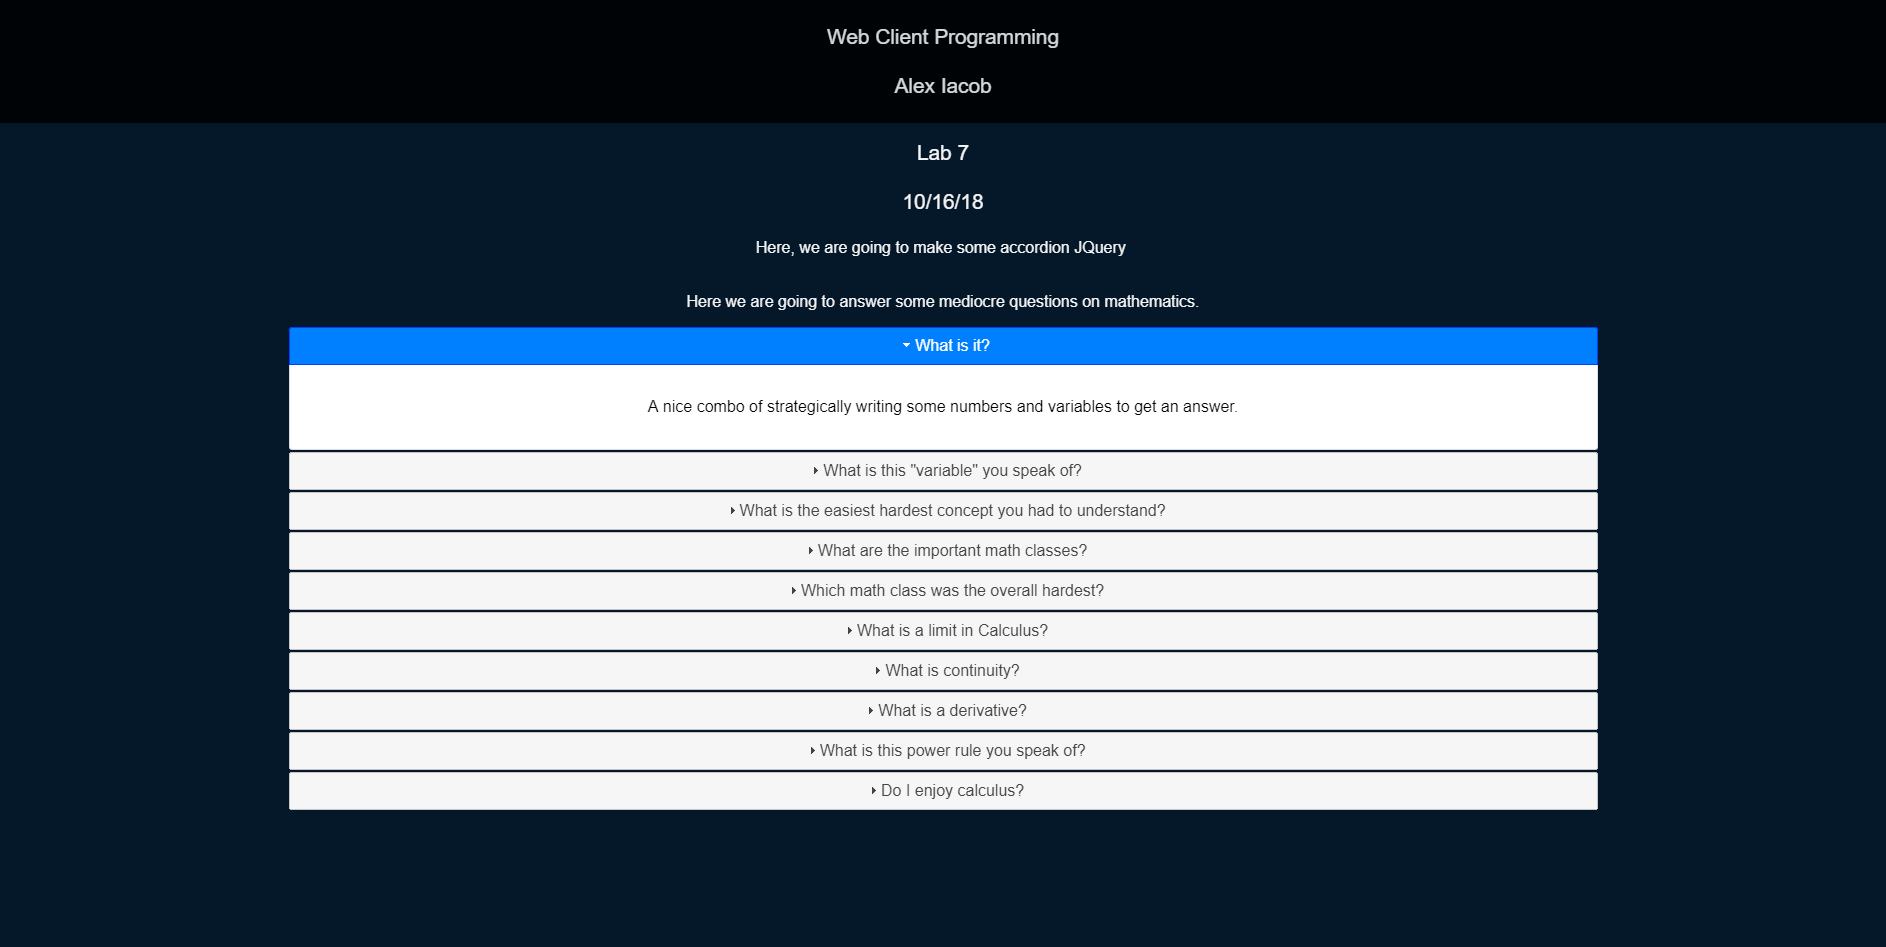 Web Client Programming
Alex Iacob
Lab 7
10/16/18
Here, we are going to make some accordion JQuery
Here we are going to answer some mediocre questions on mathematics.
What is it?
A nice combo of strategically writing some numbers and variables to get an answer.
What is this "variable" you speak of?
What is the easiest hardest concept you had to understand?
What are the important math classes?
Which math class was the overall hardest?
What is a limit in Calculus?
What is continuity?
What is a derivative?
What is this power rule you speak of?
Do I enjoy calculus?